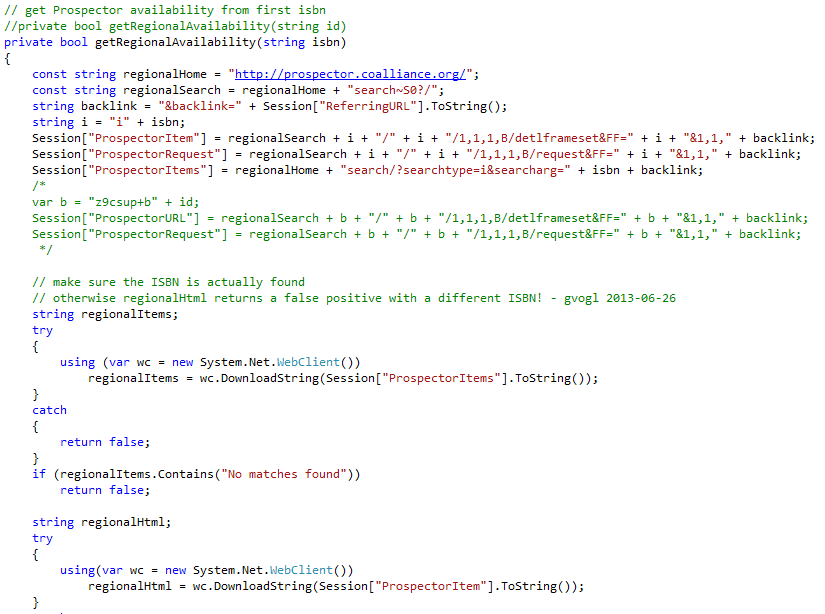 // get Prospector availability from first isbn
//private bool getRegionalAvailability(string id)
private bool getRegionalAvailability(string isbn)
{
    const string regionalHome = "http://prospector.coalliance.org/";
    const string regionalSearch = regionalHome + "search~S0?/";
    string backlink = "&backlink=" + Session["ReferringURL"].ToString();
    string i = "i" + isbn;
    Session["ProspectorItem"] = regionalSearch + i + "/" + i + "/1,1,1,B/detlframeset&FF=" + i + "&1,1," + backlink;
    Session["ProspectorRequest"] = regionalSearch + i + "/" + i + "/1,1,1,B/request&FF=" + i + "&1,1," + backlink;
    Session["ProspectorItems"] = regionalHome + "search/?searchtype=i&searcharg=" + isbn + backlink;
    /*
    var b = "z9csup+b" + id;
    Session["ProspectorURL"] = regionalSearch + b + "/" + b + "/1,1,1,B/detlframeset&FF=" + b + "&1,1," + backlink;
    Session["ProspectorRequest"] = regionalSearch + b + "/" + b + "/1,1,1,B/request&FF=" + b + "&1,1," + backlink;
     */

    // make sure the ISBN is actually found
    // otherwise regionalHtml returns a false positive with a different ISBN! - gvogl 2013-06-26
    string regionalItems;
    try
    {
        using (var wc = new System.Net.WebClient())
            regionalItems = wc.DownloadString(Session["ProspectorItems"].ToString());
    }
    catch
    {
        return false;
    }
    if (regionalItems.Contains("No matches found"))
        return false;

    string regionalHtml;
    try
    {
        using(var wc = new System.Net.WebClient())
            regionalHtml = wc.DownloadString(Session["ProspectorItem"].ToString());
    }